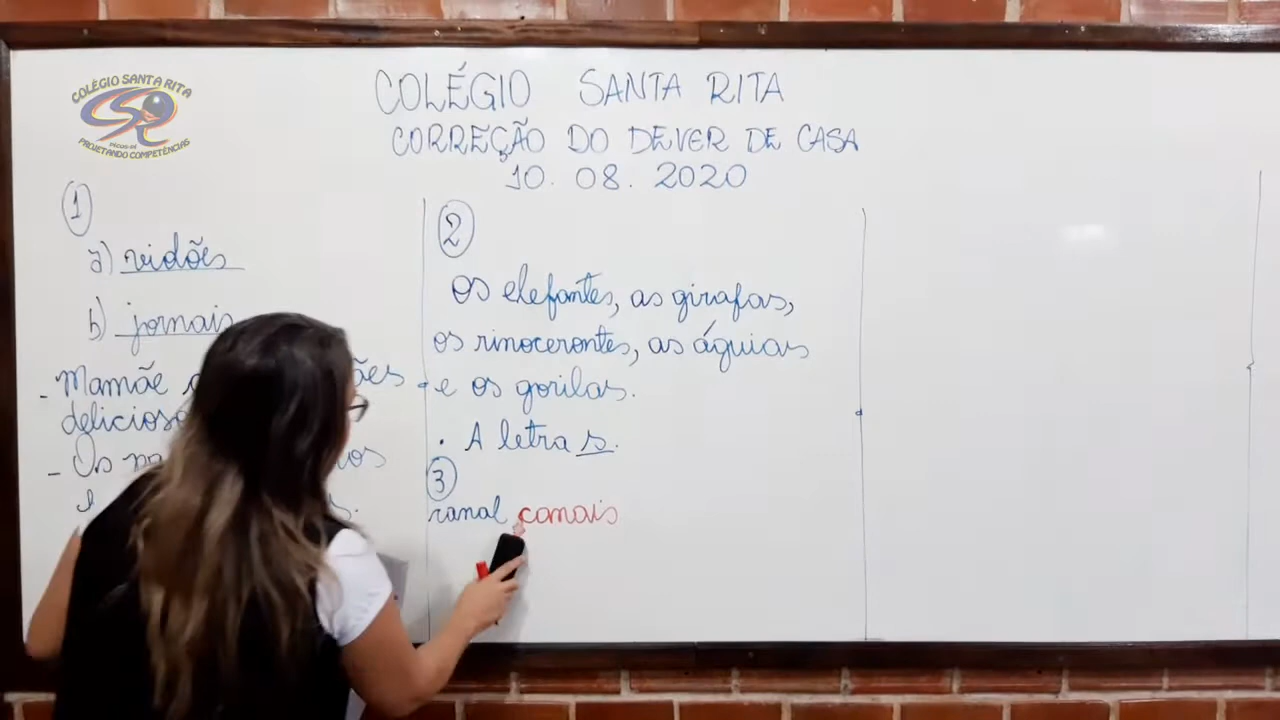 COLÉGIO SANTA RITA
PROJETANDO COMPETÊNCIAS
COLÉGIO SANTA RITA
CORREÇÃO DO DEVER DE CASA
10. 08. 2020
1
a) vidões
b) jornais
- Mamãe
- Os
2
Os elefantes, as girafas,
os rinocerontes, as águias
e os gorilas.
. A letra s.
3
canal canais